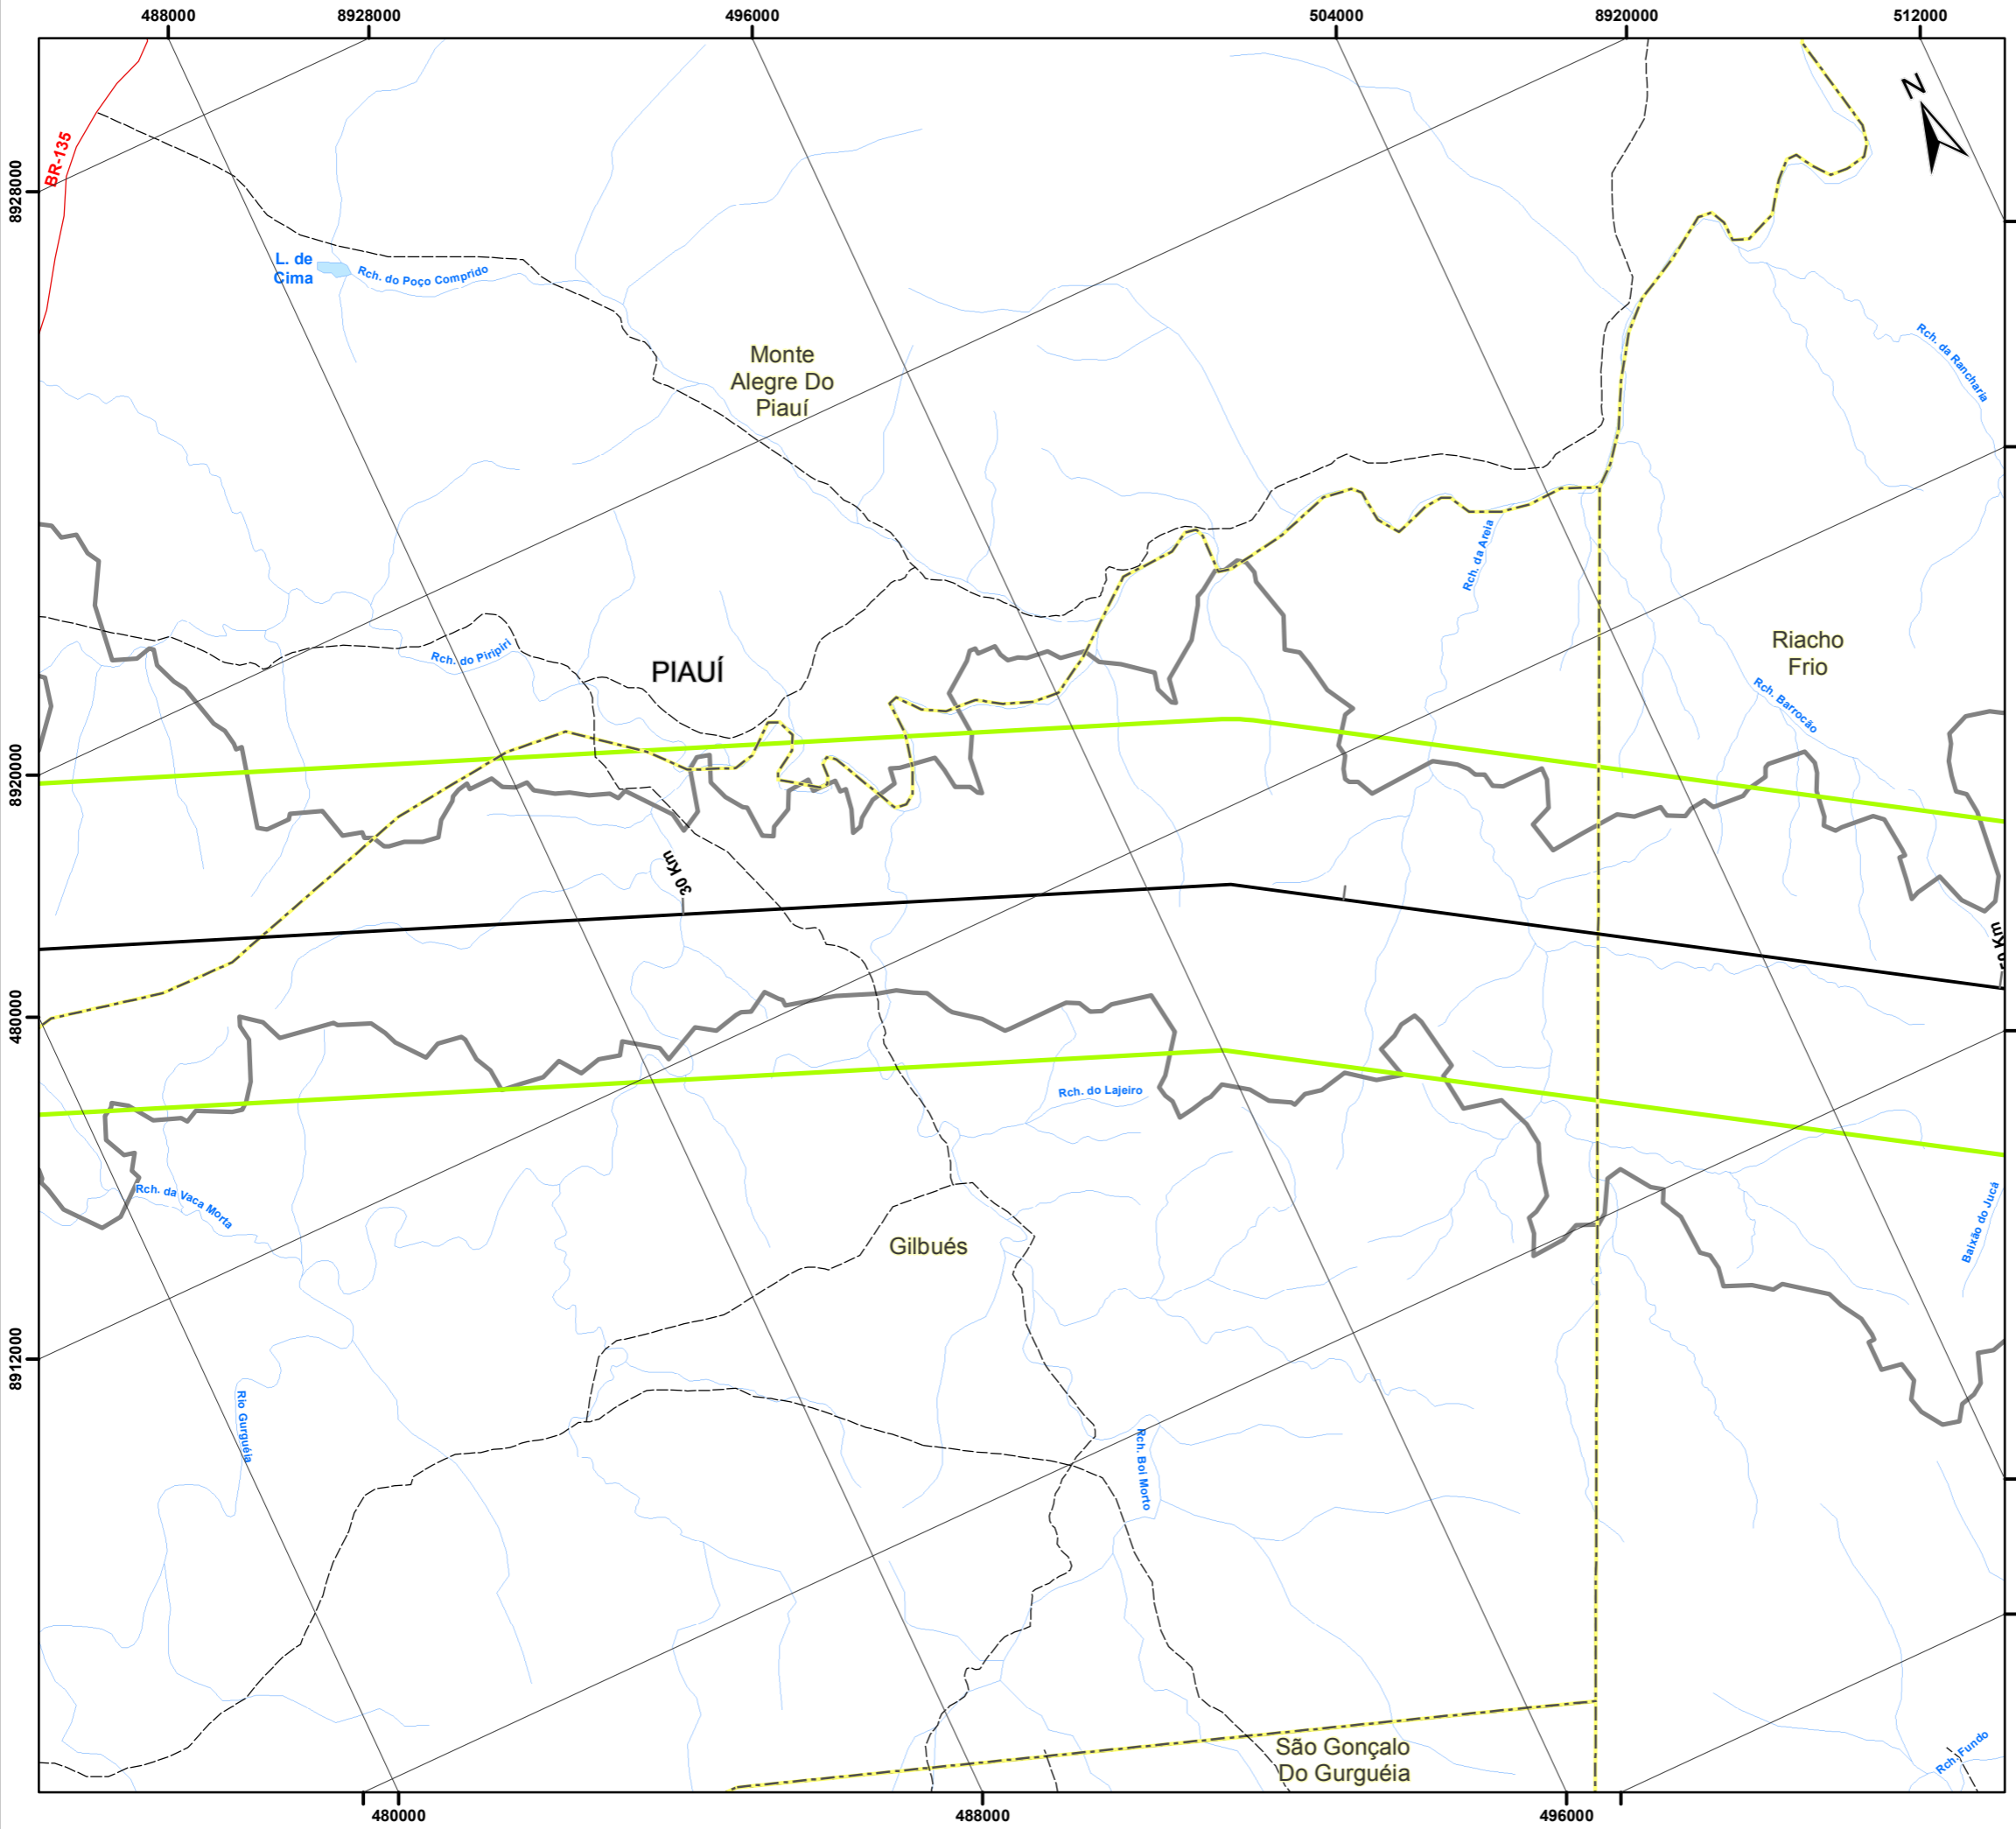 488000
8928000
496000
504000
8920000
512000
N
BR-135
8928000
L. de
Cima
Rch. do Poço Comprido
Rch. da Rancharia
Monte
Alegre Do
Piauí
Rch. da Areia
Rch. do Piripiri
PIAUÍ
Riacho
Frio
Rch. Barrocão
8920000
30 Km
480000
Rch. do Lajeiro
Rch. da Vaca Morta
Baixão do Jucá
Gilbués
8912000
Rio Gurguéia
Rch. Boi Morto
São Gonçalo
Do Gurguéia
Rch. Fundo
480000
488000
496000